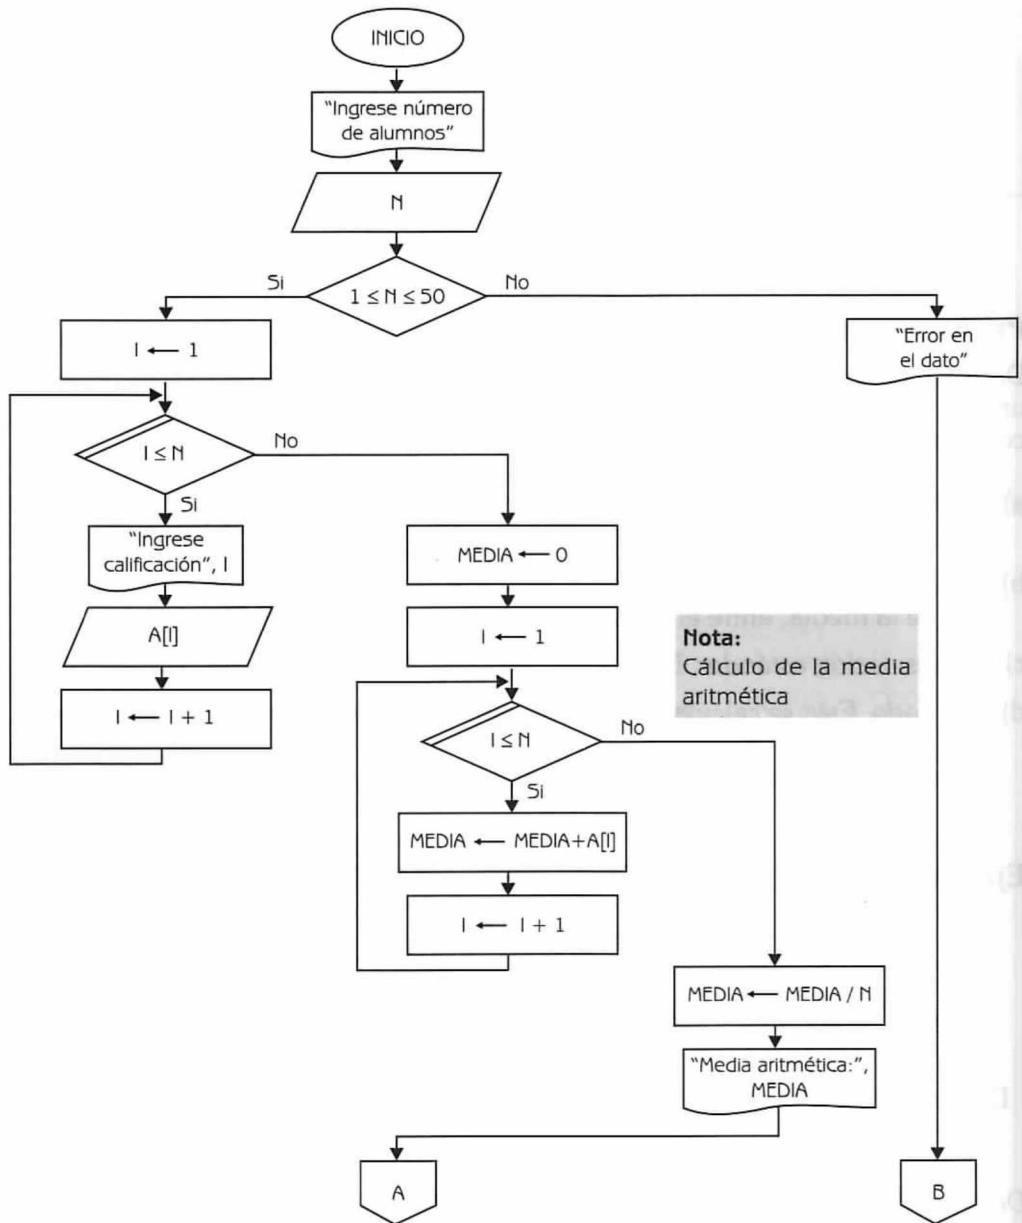 INICIO
"Ingrese número
de alumnos"
N
Si
1 ≤ N ≤ 50
No
I ← 1
"Error en
el dato"
I ≤ N
No
Si
"Ingrese
calificación", I
A[I]
I ← I + 1
MEDIA ← 0
I ← 1
Nota:
Cálculo de la media
aritmética
I ≤ N
No
Si
MEDIA ← MEDIA+A[I]
I ← I + 1
MEDIA ← MEDIA / N
"Media aritmética:",
MEDIA
A
B